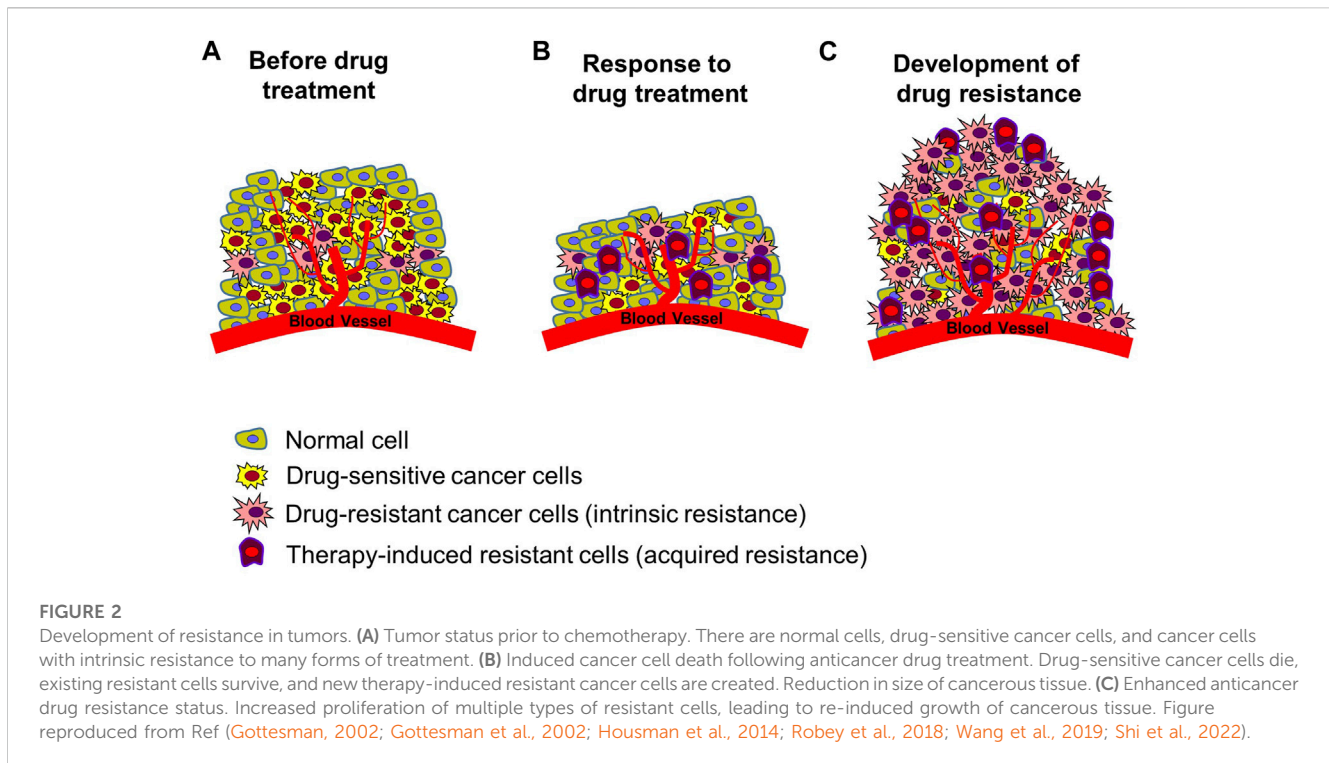 A
Before drug
treatment
B
Response to
drug treatment
C
Development of
drug resistance
Blood Vessel
Blood Vessel
Blood Vessel
Normal cell
Drug-sensitive cancer cells
Drug-resistant cancer cells (intrinsic resistance)
Therapy-induced resistant cells (acquired resistance)
FIGURE 2
Development of resistance in tumors. (A) Tumor status prior to chemotherapy. There are normal cells, drug-sensitive cancer cells, and cancer cells
with intrinsic resistance to many forms of treatment. (B) Induced cancer cell death following anticancer drug treatment. Drug-sensitive cancer cells die,
existing resistant cells survive, and new therapy-induced resistant cancer cells are created. Reduction in size of cancerous tissue. (C) Enhanced anticancer
drug resistance status. Increased proliferation of multiple types of resistant cells, leading to re-induced growth of cancerous tissue. Figure
reproduced from Ref (Gottesman, 2002; Gottesman et al., 2002; Housman et al., 2014; Robey et al., 2018; Wang et al., 2019; Shi et al., 2022).